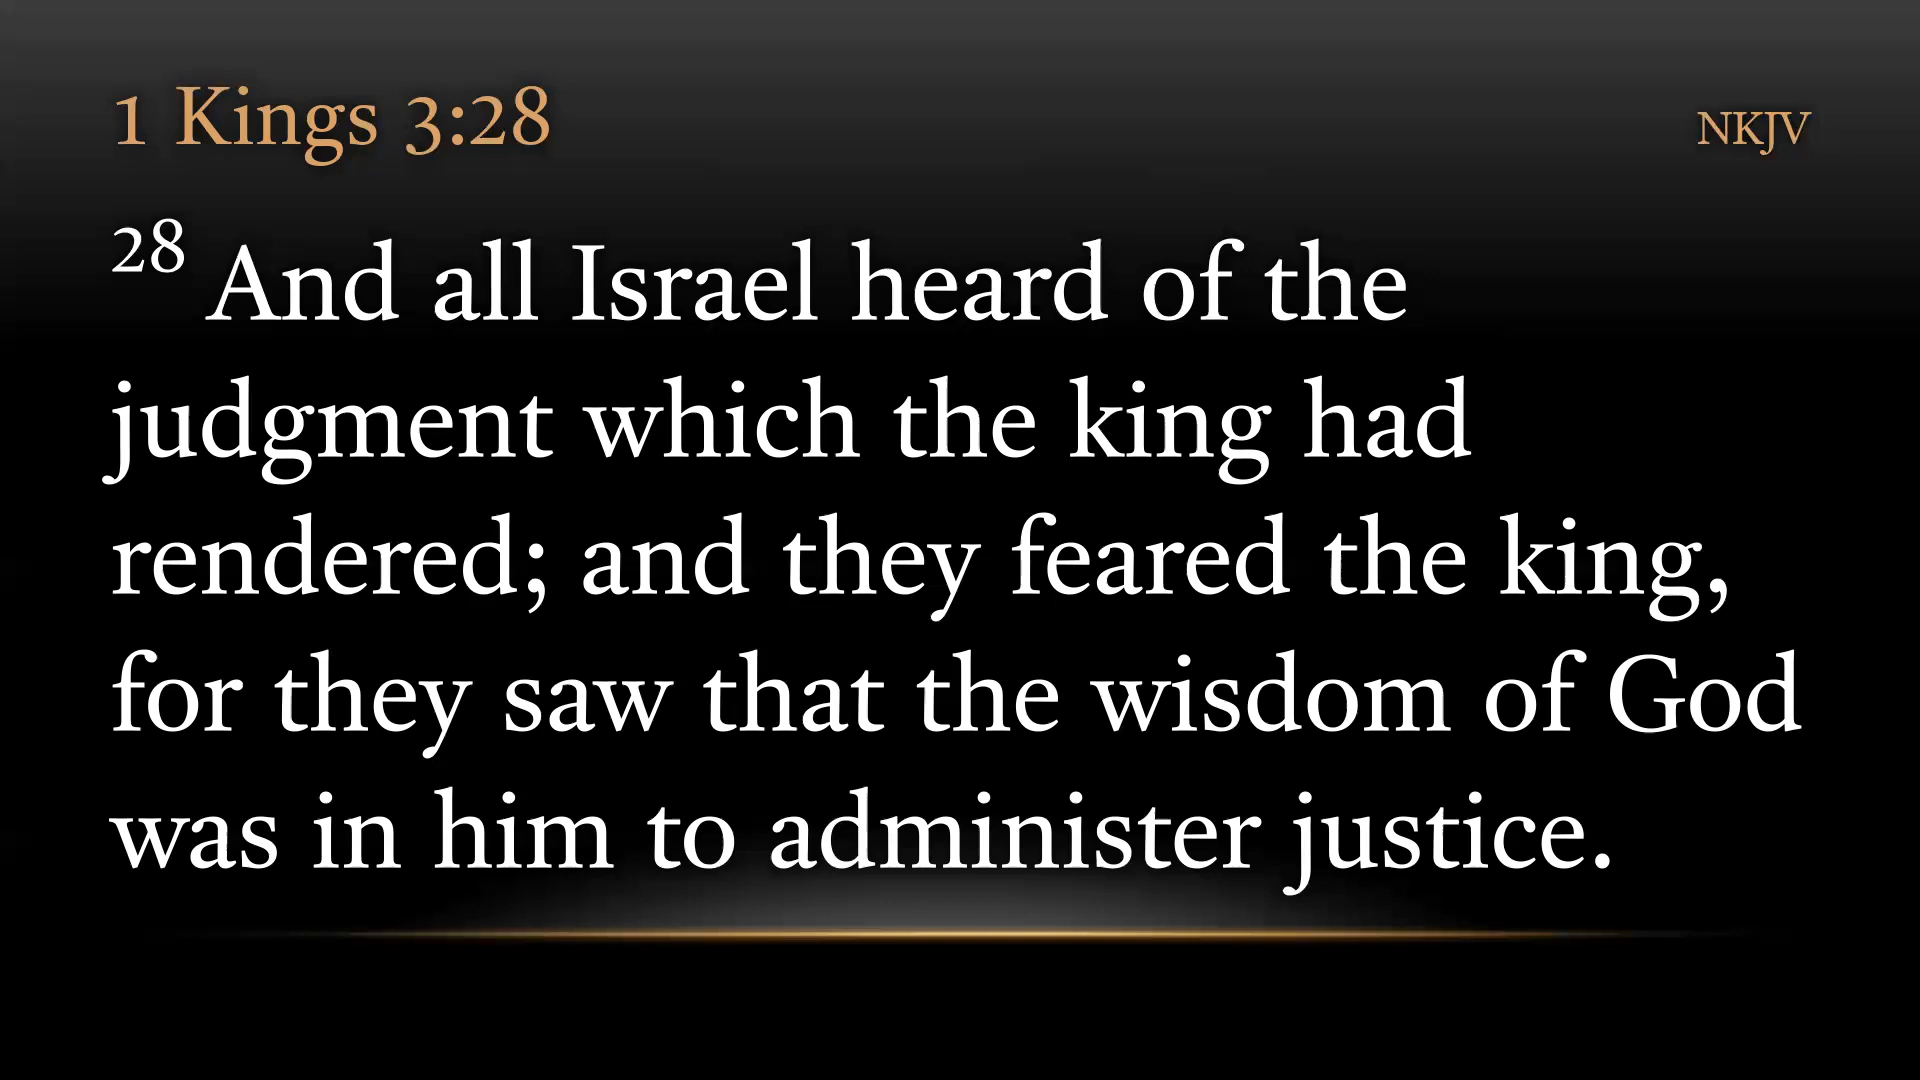 1 Kings 3:28
NKJV
28 And all Israel heard of the
judgment which the king had
rendered; and they feared the king,
for they saw that the wisdom of God
was in him to administer justice.